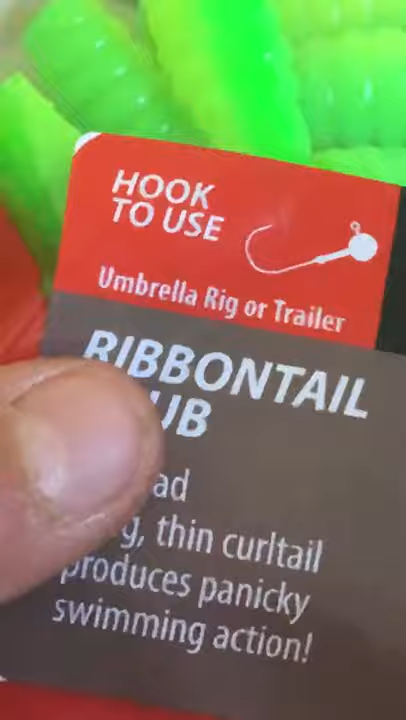 HOOK
TO USE
Umbrella Rig or Trailer
RIBBONTAIL
UB
ad
g, thin curltail
produces panicky
swimming action!